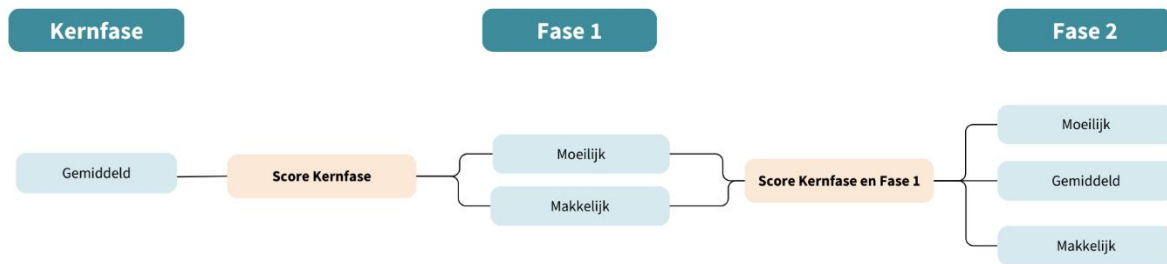 Kernfase
Fase 1
Fase 2
Gemiddeld
Score Kernfase
Moeilijk
Makkelijk
Score Kernfase en Fase 1
Moeilijk
Gemiddeld
Makkelijk